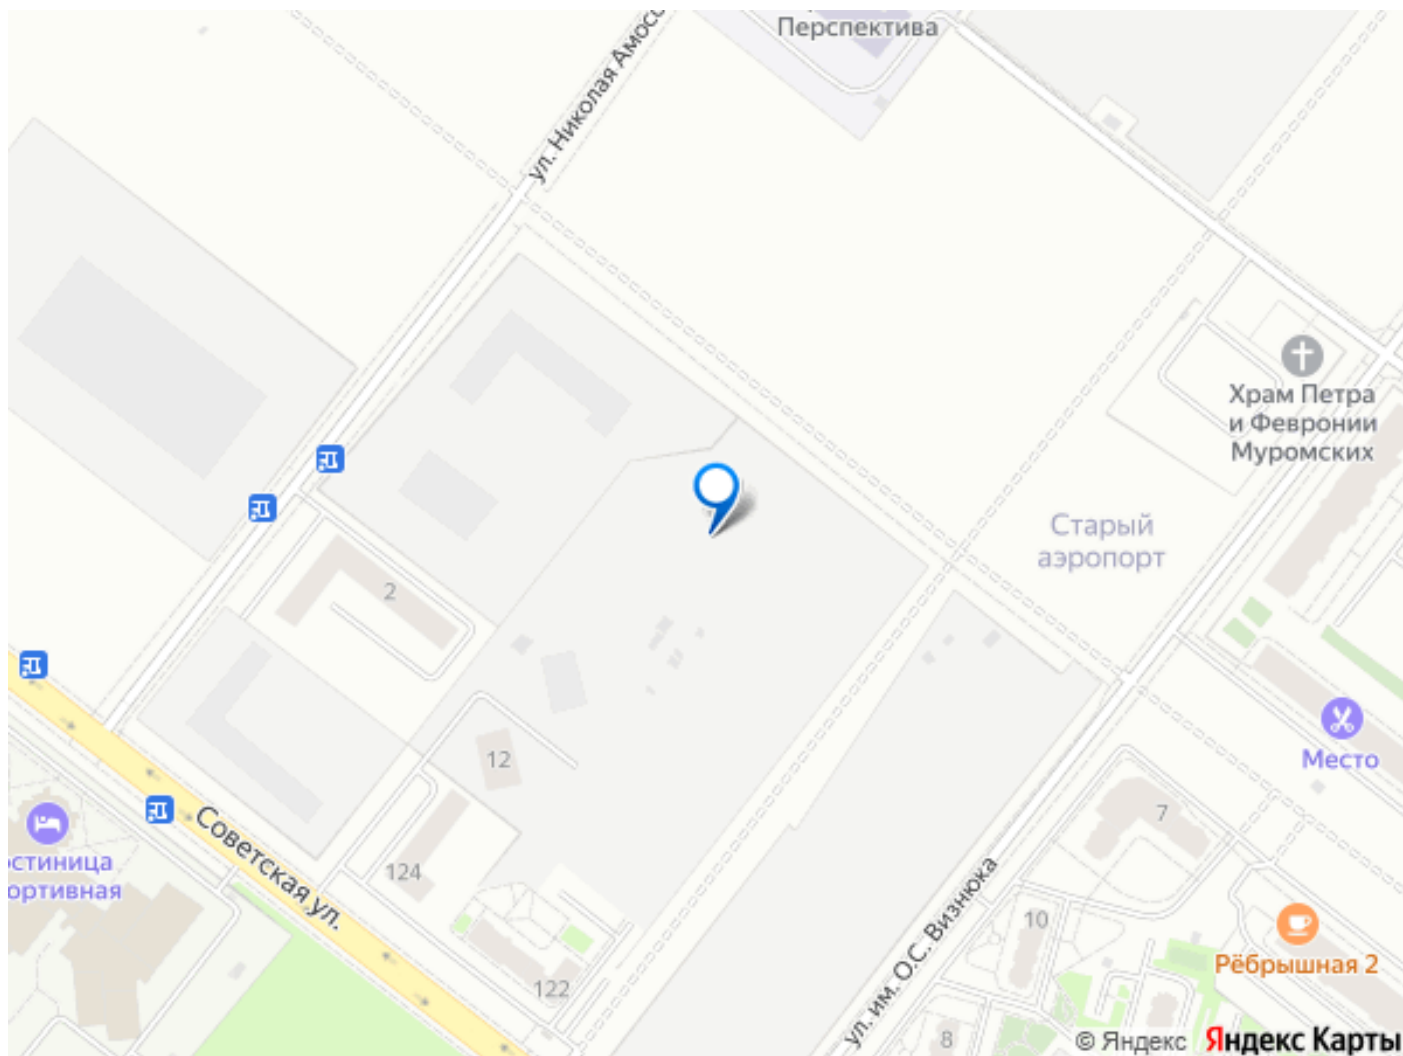 Перспектива
ул. Николая Амосо
Храм Петра
и Февронии
Муромских
Старый
аэропорт
2
12
Место
7
Советская ул.
остиница
ортивная
124
122
ул. им. О.С. Визнюка
10
8
Рёбрышная 2
© Яндекс Яндекс Карты